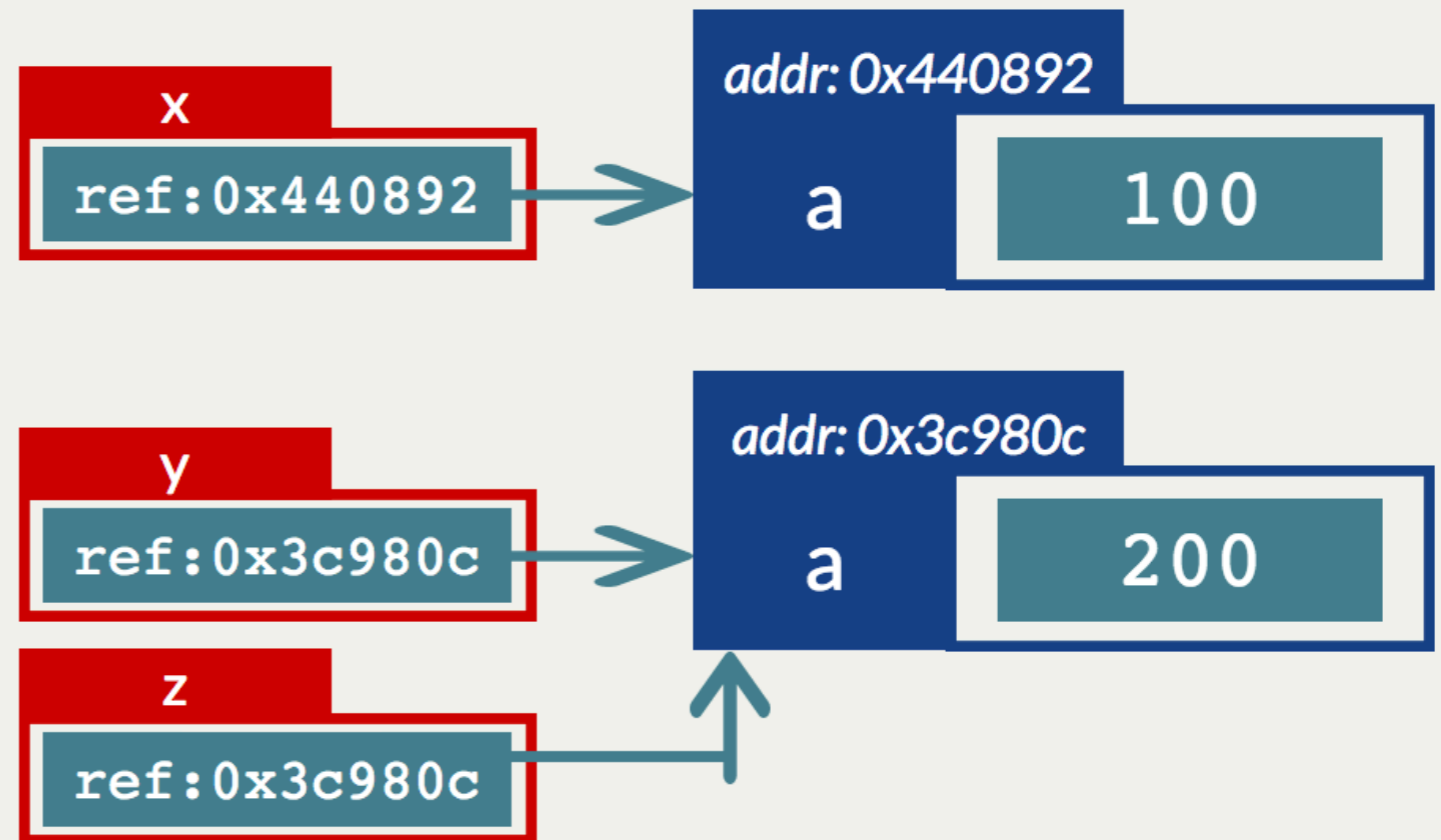 x
ref:0x440892
addr: 0x440892
a
100
y
ref:0x3c980c
addr: 0x3c980c
a
200
z
ref:0x3c980c